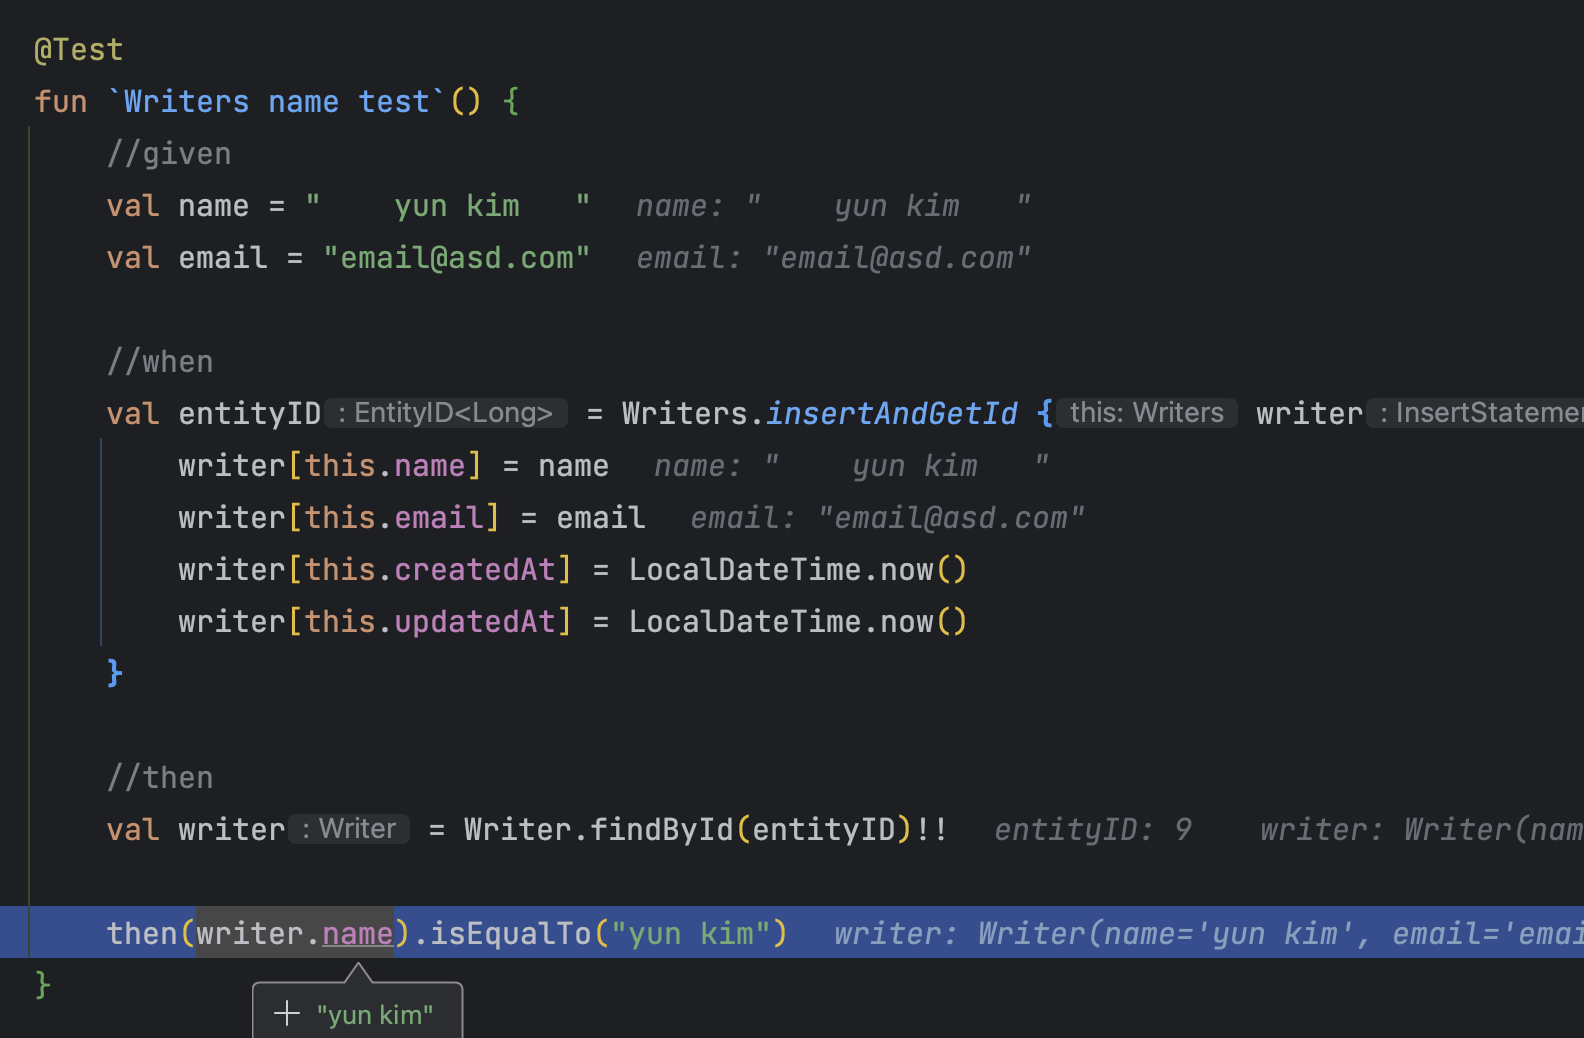 @Test
fun `Writers name test`() {
//given
val name = "    yun kim   "  name: "    yun kim   "
val email = "email@asd.com"  email: "email@asd.com"
//when
val entityID : EntityID<Long> = Writers.insertAndGetId { this: Writers writer : InsertStatemen
writer[this.name] = name  name: "    yun kim   "
writer[this.email] = email  email: "email@asd.com"
writer[this.createdAt] = LocalDateTime.now()
writer[this.updatedAt] = LocalDateTime.now()
}
//then
val writer : Writer = Writer.findById(entityID)!!  entityID: 9  writer: Writer(nam
then(writer.name).isEqualTo("yun kim")  writer: Writer(name='yun kim', email='emai
}
+ "yun kim"